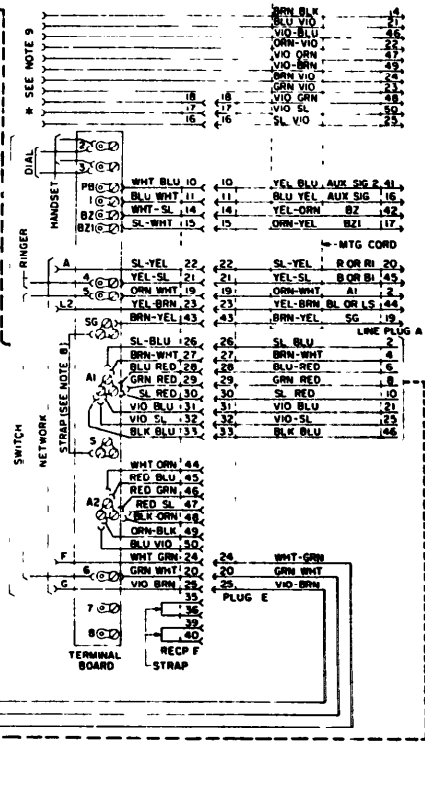 BRN BLK 4
BLU VIO 21
VIO-BLU 46
ORN-VIO 22
VIO ORN 47
VIO-BRN 49
BRN VIO 24
GRN VIO 23
18 18 VIO GRN 48
17 17 VIO SL 50
16 16 SL VIO 25
* SEE NOTE 9
DIAL
HANDSET
RINGER
2
3
PB WHT BLU 10 10 YEL BLU AUX SIG 2 41
1 BLU WHT 11 11 BLU YEL AUX SIG 16
BZ WHT-SL 14 14 YEL-ORN BZ 42
BZ1 SL-WHT 15 15 ORN-YEL BZ1 17
MTG CORD
A SL-YEL 22 22 SL-YEL R OR R1 20
4 YEL-SL 21 21 YEL-SL B OR B1 45
5 ORN WHT 19 19 ORN-WHT A1 2
L2 YEL-BRN 23 23 YEL-BRN BL OR LS 44
SG BRN-YEL 43 43 BRN-YEL SG 19
LINE PLUG A
SL-BLU 26 26 SL BLU 2
BRN-WHT 27 27 BRN-WHT 4
BLU RED 28 28 BLU-RED 6
A1 GRN RED 29 29 GRN RED 8
SL RED 30 30 SL RED 10
VIO BLU 31 31 VIO BLU 21
VIO SL 32 32 VIO-SL 25
BLK BLU 33 33 BLK BLU 46
S
STRAP (SEE NOTE 8)
SWITCH
NETWORK
WHT ORN 44
RED BLU 45
RED GRN 46
A2 RED SL 47
BLK ORN 48
ORN-BLK 49
BLU VIO 50
F WHT GRN 24 24 WHT-GRN
6 GRN WHT 20 20 GRN WHT
G VIO BRN 25 25 VIO-BRN
PLUG E
35
7 36
39
8 40
TERMINAL BOARD
RECP F
STRAP